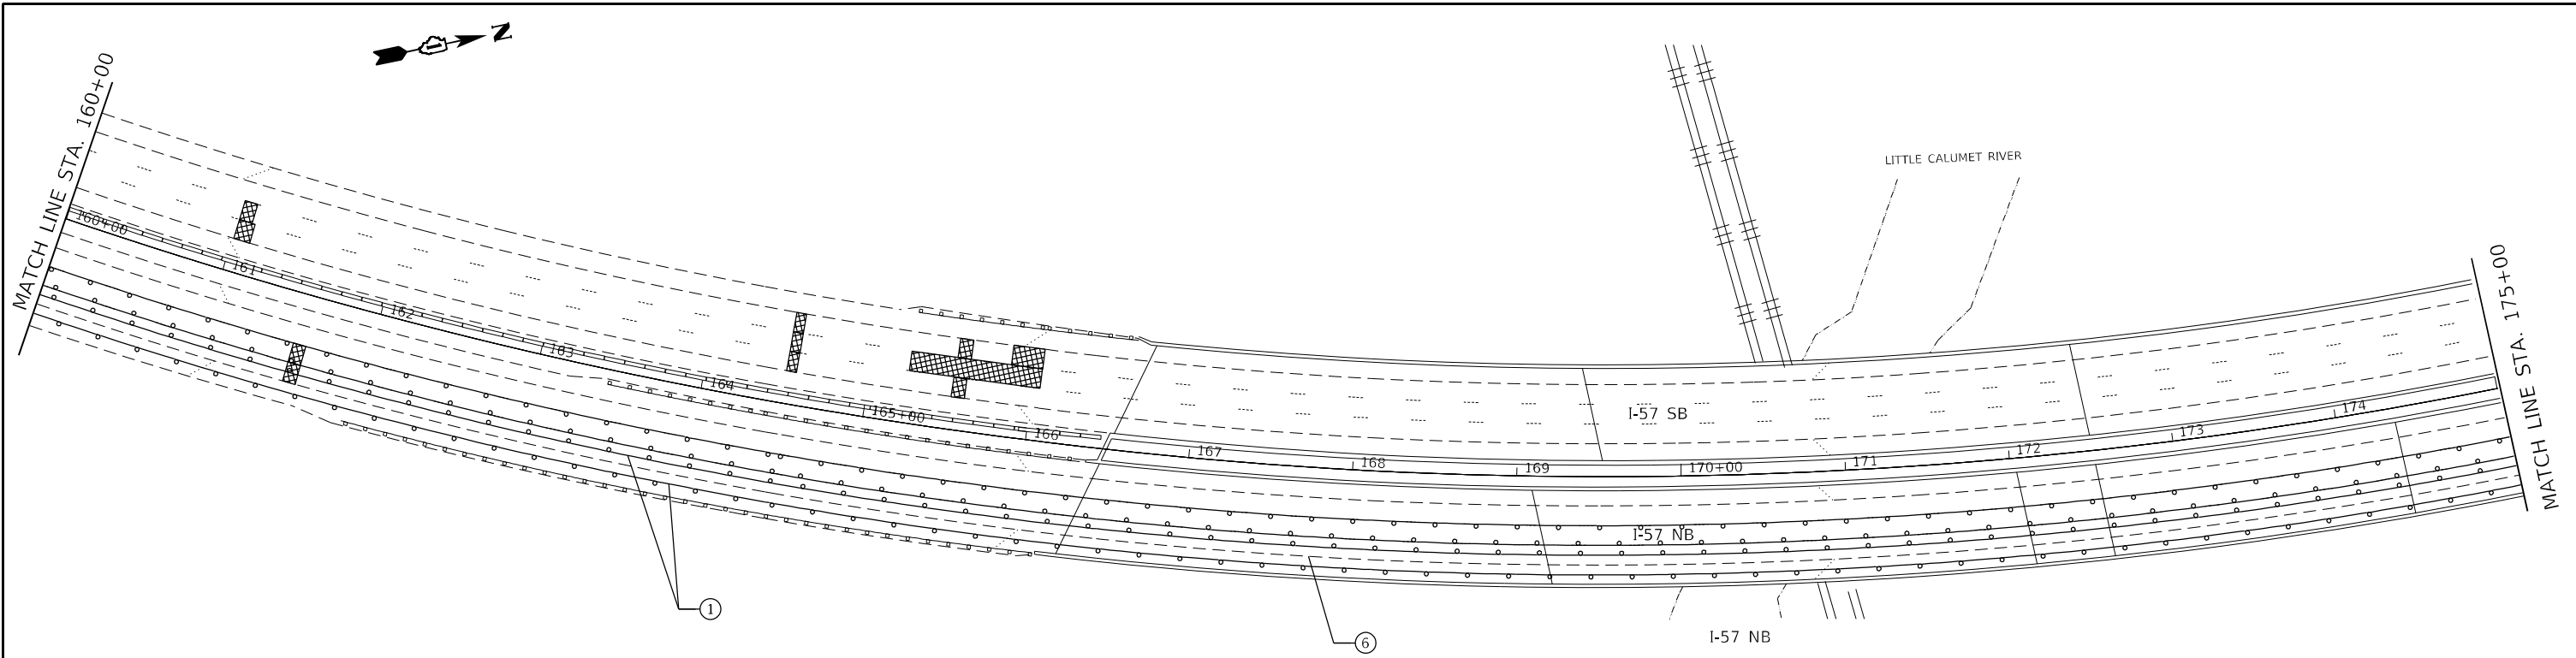 N
MATCH LINE STA. 160+00
LITTLE CALUMET RIVER
160+00
161
162
163
164
165+00
166
167
168
169
170+00
171
172
173
174
I-57 SB
I-57 NB
MATCH LINE STA. 175+00
1
6
I-57 NB